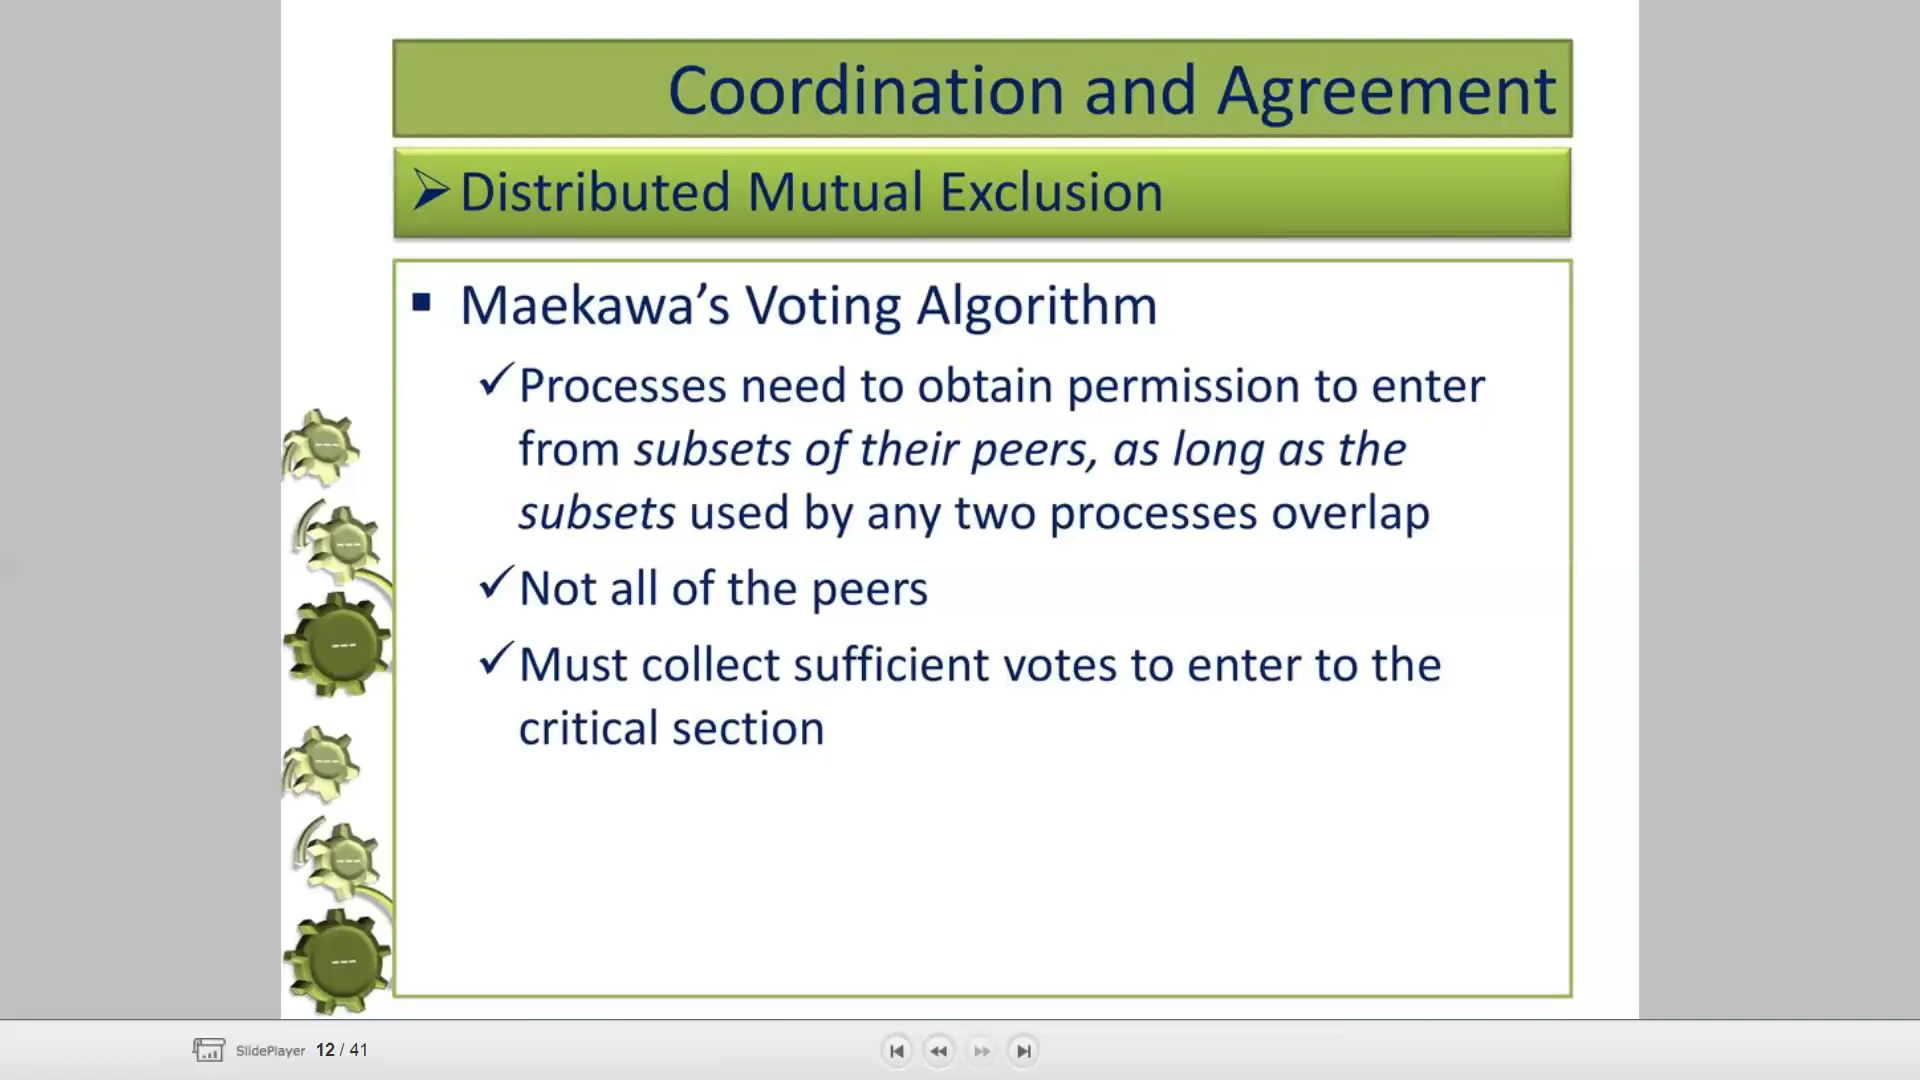 Coordination and Agreement
➢Distributed Mutual Exclusion
▪ Maekawa’s Voting Algorithm
✓Processes need to obtain permission to enter
from subsets of their peers, as long as the
subsets used by any two processes overlap
✓Not all of the peers
✓Must collect sufficient votes to enter to the
critical section
---
---
---
---
---
---
SlidePlayer 12 / 41